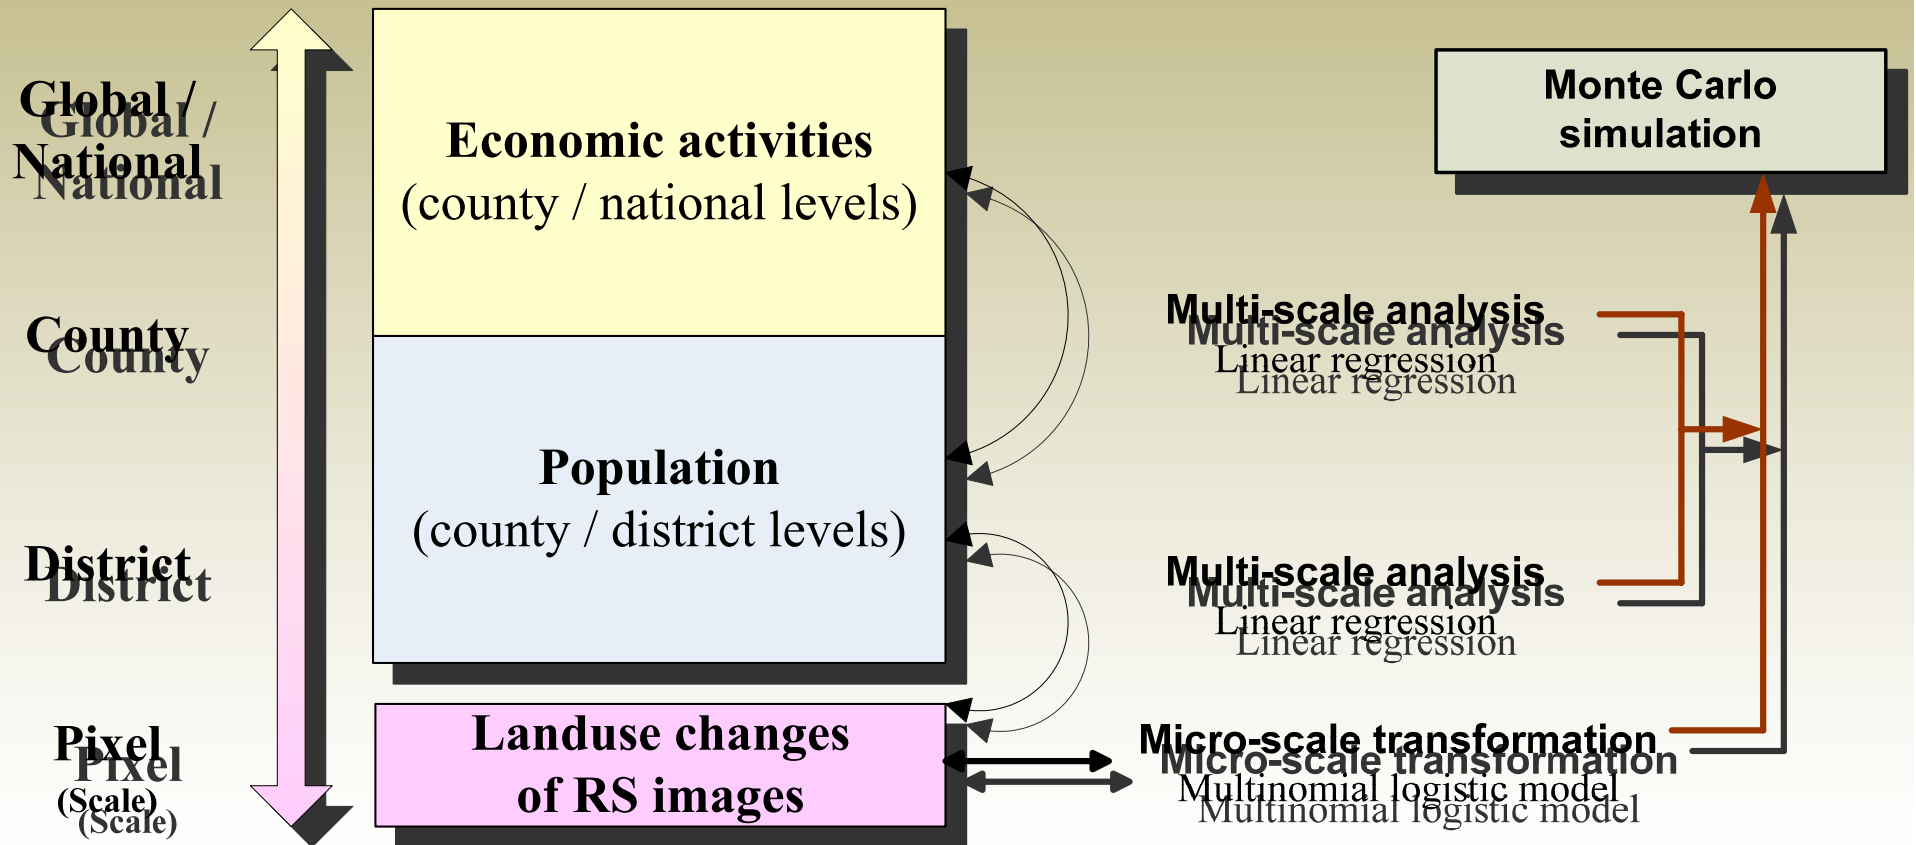 Global /
National
County
District
Pixel
(Scale)
Economic activities
(county / national levels)
Population
(county / district levels)
Landuse changes
of RS images
Monte Carlo
simulation
Multi-scale analysis
Linear regression
Multi-scale analysis
Linear regression
Micro-scale transformation
Multinomial logistic model